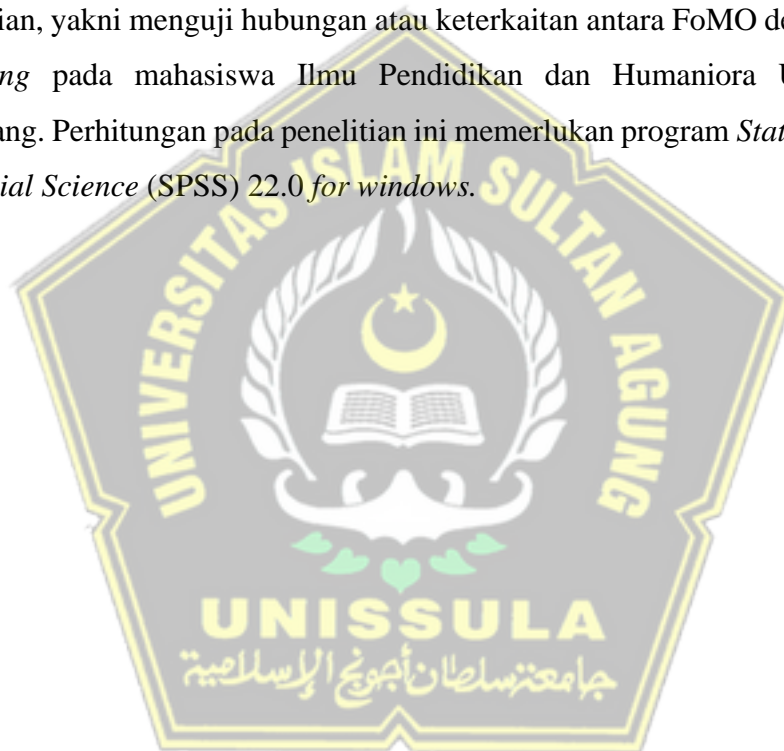 ian, yakni menguji hubungan atau keterkaitan antara FoMO de
ng pada mahasiswa Ilmu Pendidikan dan Humaniora U
ang. Perhitungan pada penelitian ini memerlukan program Stat
ial Science (SPSS) 22.0 for windows.
UNIVERSITAS ISLAM SULTAN AGUNG
UNISSULA
جامعة سلطان أجونج الإسلامية